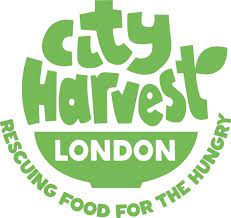 city
Harvest
LONDON
RESCUING FOOD FOR THE HUNGRY